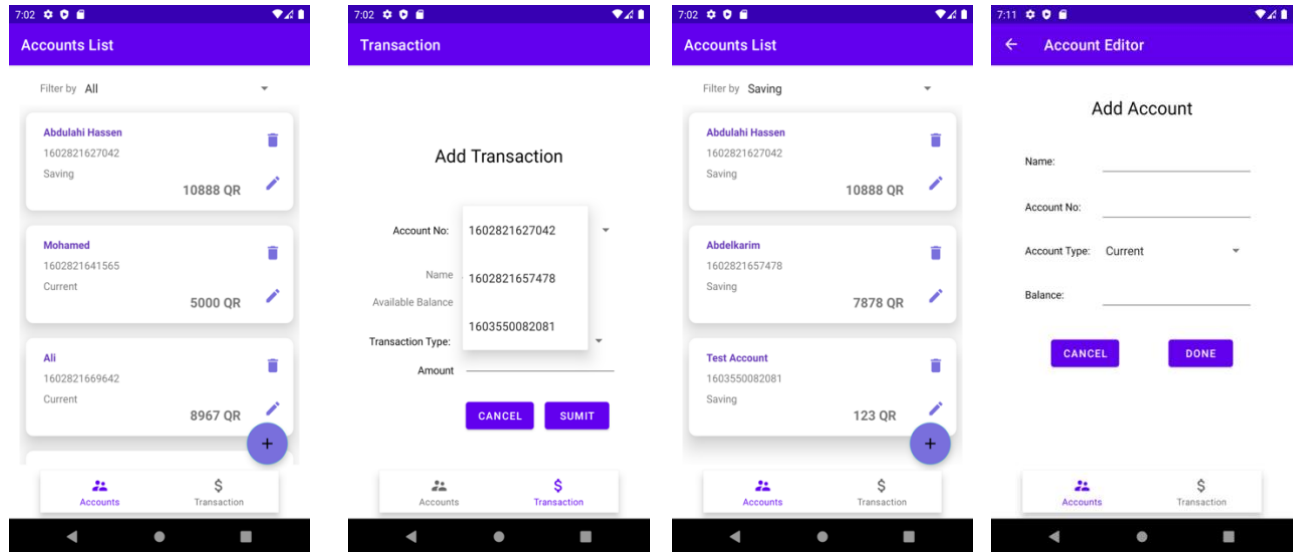 7:02
Accounts List
Filter by All
Abdulahi Hassen
1602821627042
Saving
10888 QR
Mohamed
1602821641565
Current
5000 QR
Ali
1602821669642
Current
8967 QR
+
Accounts Transaction
7:02
Transaction
Add Transaction
Account No: 1602821627042
Name 1602821657478
Available Balance
1603550082081
Transaction Type:
Amount
CANCEL SUMIT
Accounts Transaction
7:02
Accounts List
Filter by Saving
Abdulahi Hassen
1602821627042
Saving
10888 QR
Abdelkarim
1602821657478
Saving
7878 QR
Test Account
1603550082081
Saving
123 QR
+
Accounts Transaction
7:11
Account Editor
Add Account
Name:
Account No:
Account Type: Current
Balance:
CANCEL DONE
Accounts Transaction